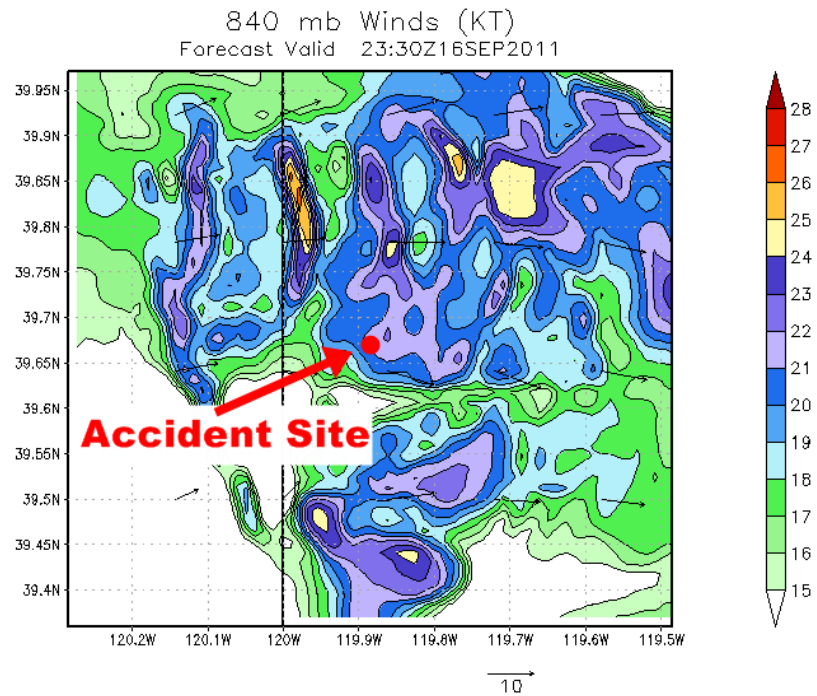 840 mb Winds (KT)
Forecast Valid 23:30Z16SEP2011
39.95N
39.9N
39.85N
39.8N
39.75N
39.7N
39.65N
39.6N
39.55N
39.5N
39.45N
39.4N
Accident Site
120.2W 120.1W 120W 119.9W 119.8W 119.7W 119.6W 119.5W
10
28
27
26
25
24
23
22
21
20
19
18
17
16
15